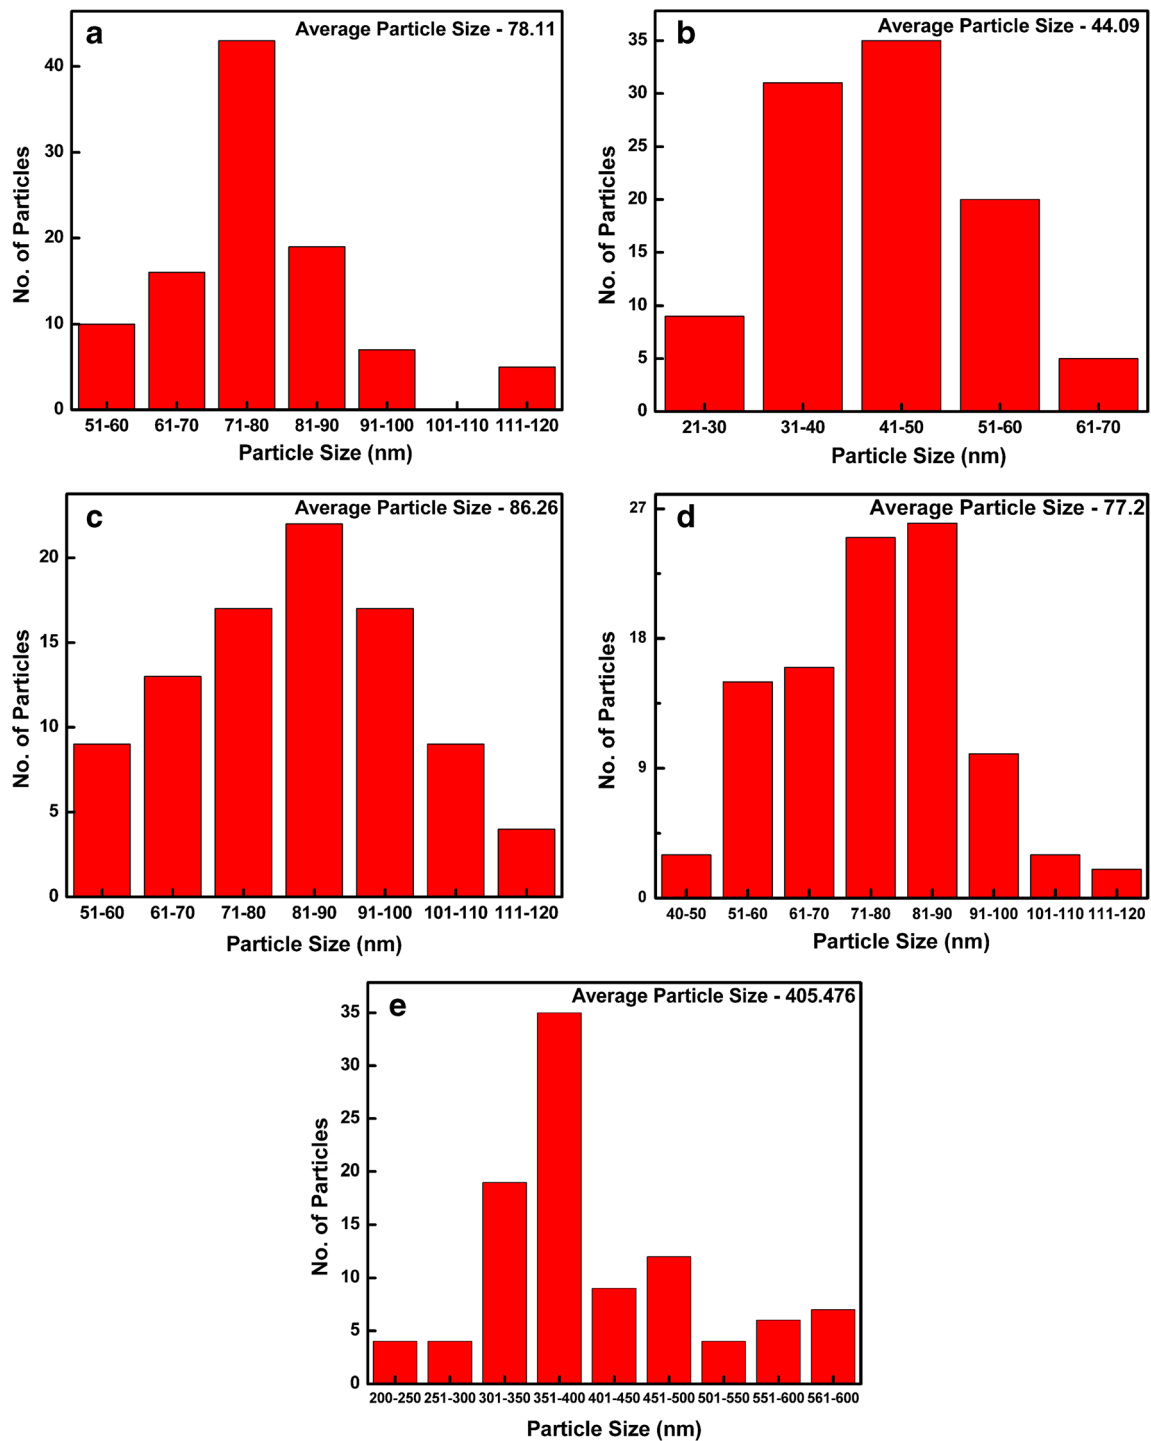 a
Average Particle Size - 78.11
No. of Particles
40
30
20
10
0
51-60 61-70 71-80 81-90 91-100 101-110 111-120
Particle Size (nm)
b
Average Particle Size - 44.09
No. of Particles
35
30
25
20
15
10
5
0
21-30 31-40 41-50 51-60 61-70
Particle Size (nm)
c
Average Particle Size - 86.26
No. of Particles
20
15
10
5
0
51-60 61-70 71-80 81-90 91-100 101-110 111-120
Particle Size (nm)
d
Average Particle Size - 77.2
No. of Particles
27
18
9
0
40-50 51-60 61-70 71-80 81-90 91-100 101-110 111-120
Particle Size (nm)
e
Average Particle Size - 405.476
No. of Particles
35
30
25
20
15
10
5
0
200-250 251-300 301-350 351-400 401-450 451-500 501-550 551-600 561-600
Particle Size (nm)